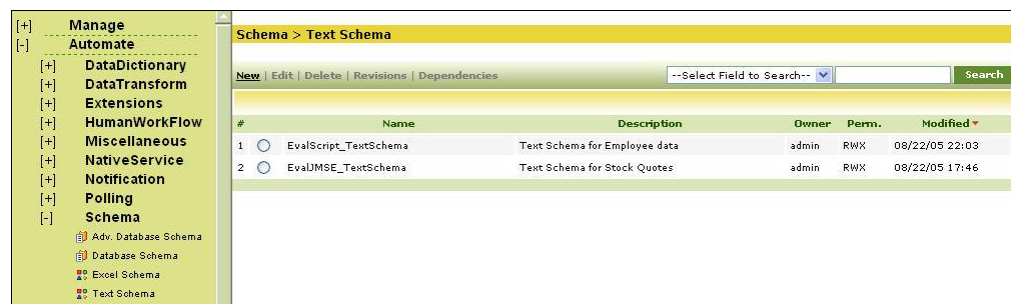 [+] Manage
[-] Automate
[+] DataDictionary
[+] DataTransform
[+] Extensions
[+] HumanWorkFlow
[+] Miscellaneous
[+] NativeService
[+] Notification
[+] Polling
[-] Schema
Adv. Database Schema
Database Schema
Excel Schema
Text Schema
Schema > Text Schema
New | Edit | Delete | Revisions | Dependencies --Select Field to Search-- Search
# Name Description Owner Perm. Modified
1 EvalScript_TextSchema Text Schema for Employee data admin RWX 08/22/05 22:03
2 EvalJMSE_TextSchema Text Schema for Stock Quotes admin RWX 08/22/05 17:46